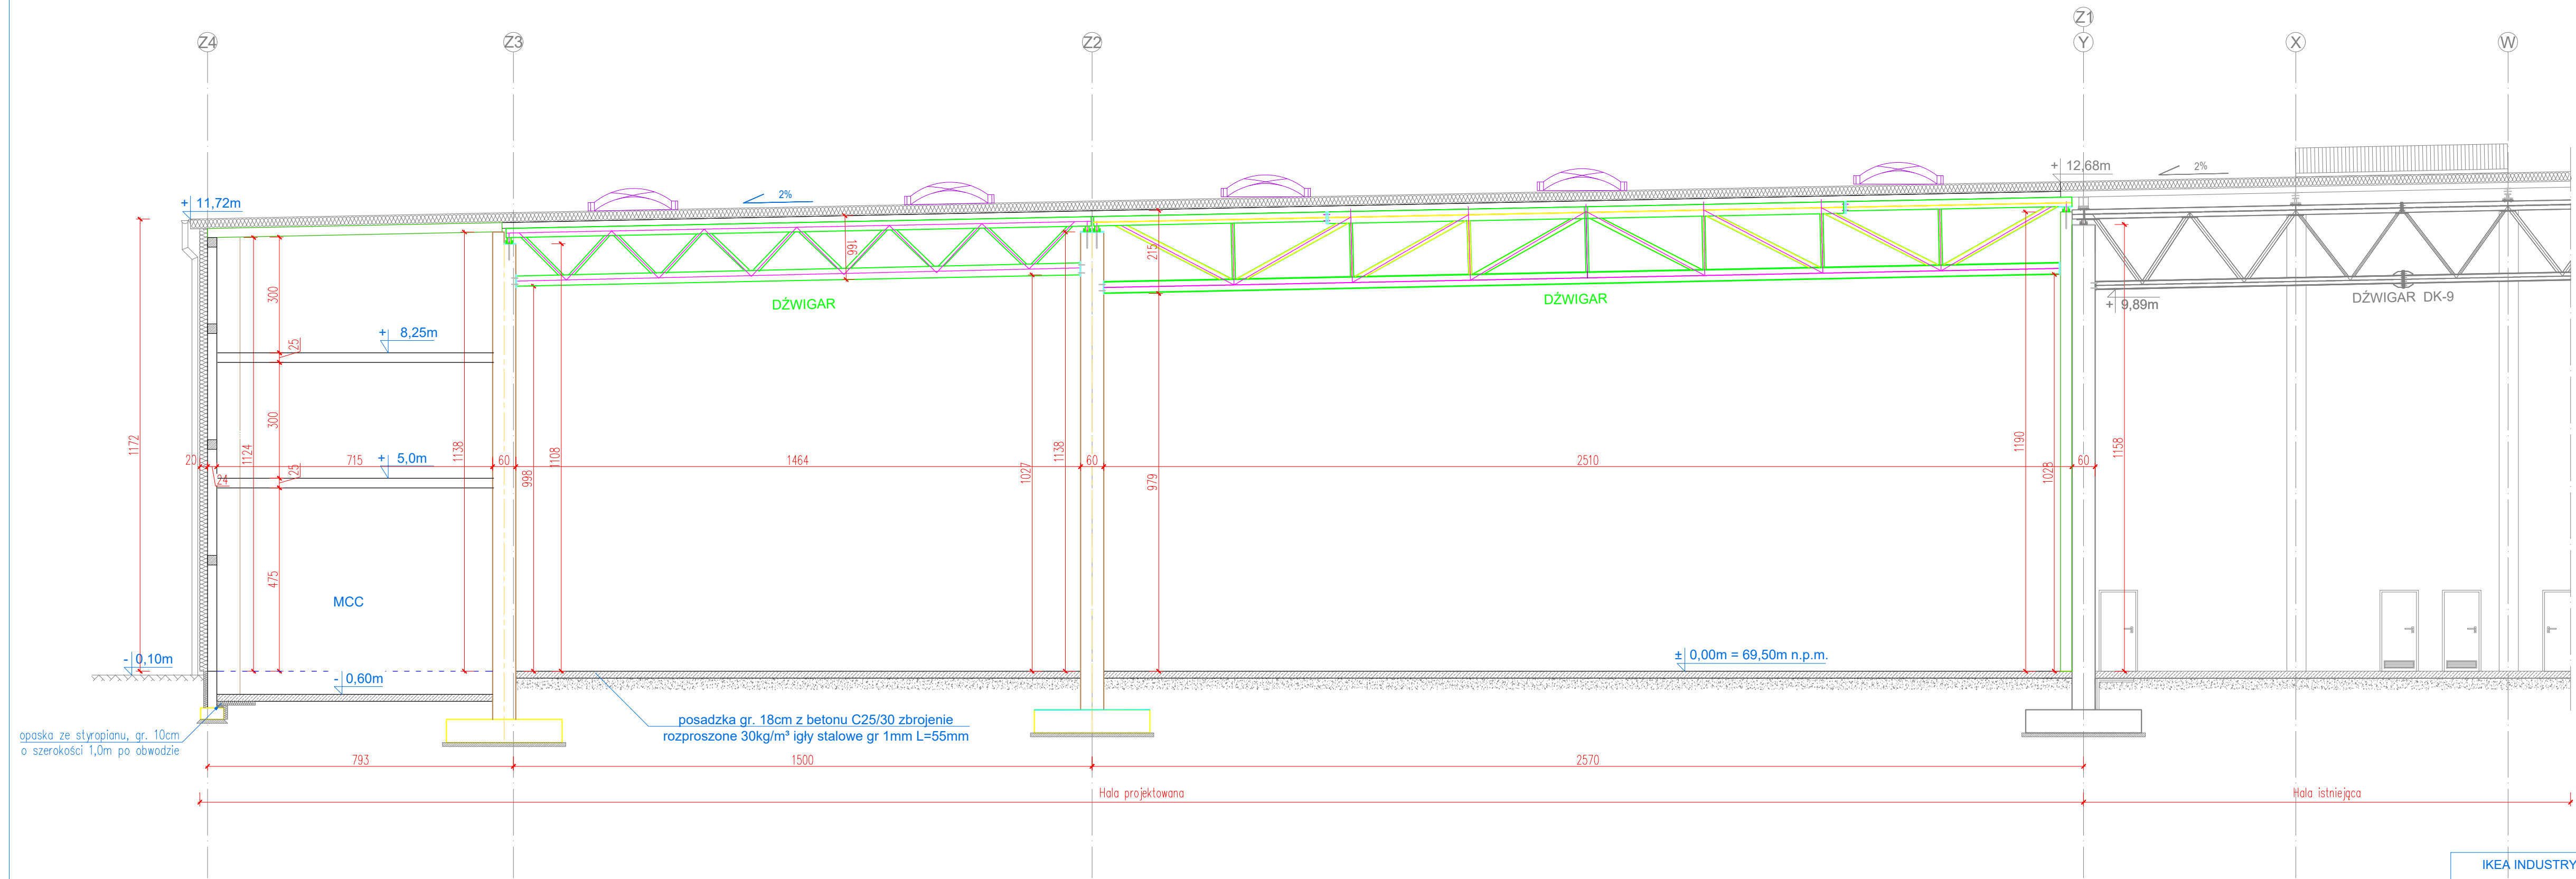 Z1
Z4
Z3
Z2
Y
X
W
+ 12,68m
2%
2%
+ 11,72m
166
215
DŹWIGAR
DŹWIGAR
DŹWIGAR DK-9
+ 9,89m
300
+ 8,25m
25
1172
1124
300
1138
1108
1138
1190
1158
20
715
+ 5,0m
60
1464
60
2510
60
24
25
998
1027
979
1028
475
MCC
- 0,10m
- 0,60m
± 0,00m = 69,50m n.p.m.
posadzka gr. 18cm z betonu C25/30 zbrojenie
rozproszone 30kg/m³ igły stalowe gr 1mm L=55mm
opaska ze styropianu, gr. 10cm
o szerokości 1,0m po obwodzie
793
1500
2570
Hala projektowana
Hala istniejąca
IKEA INDUSTRY